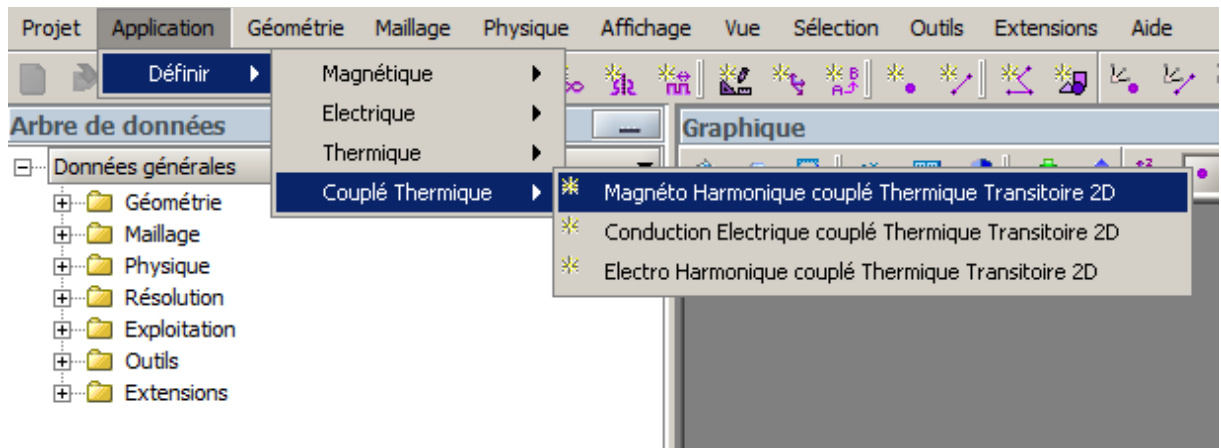 Projet Application Géométrie Maillage Physique Affichage Vue Sélection Outils Extensions Aide
Définir
Magnétique
Electrique
Thermique
Couplé Thermique
Magnéto Harmonique couplé Thermique Transitoire 2D
Conduction Electrique couplé Thermique Transitoire 2D
Electro Harmonique couplé Thermique Transitoire 2D
Arbre de données
Données générales
Géométrie
Maillage
Physique
Résolution
Exploitation
Outils
Extensions
Graphique